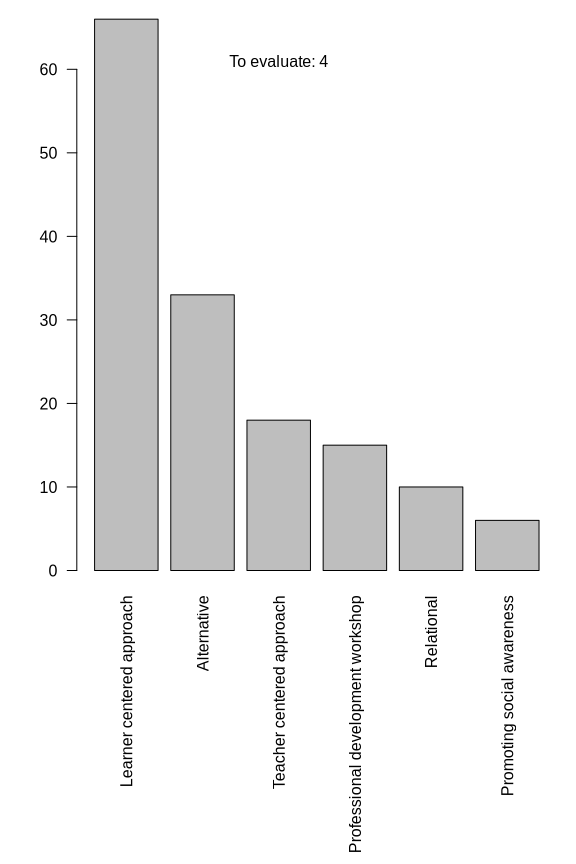 To evaluate: 4
60
50
40
30
20
10
0
Learner centered approach
Alternative
Teacher centered approach
Professional development workshop
Relational
Promoting social awareness